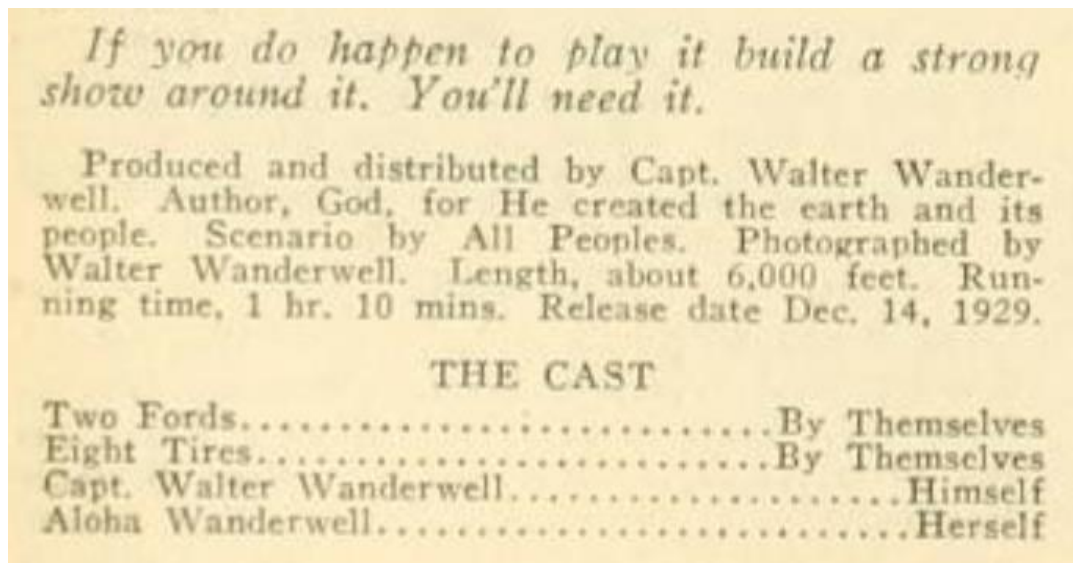 If you do happen to play it build a strong
show around it. You'll need it.
Produced and distributed by Capt. Walter Wander-
well. Author, God, for He created the earth and its
people. Scenario by All Peoples. Photographed by
Walter Wanderwell. Length, about 6,000 feet. Run-
ning time, 1 hr. 10 mins. Release date Dec. 14, 1929.
THE CAST
Two Fords..............................By Themselves
Eight Tires.............................By Themselves
Capt. Walter Wanderwell.....................Himself
Aloha Wanderwell.............................Herself